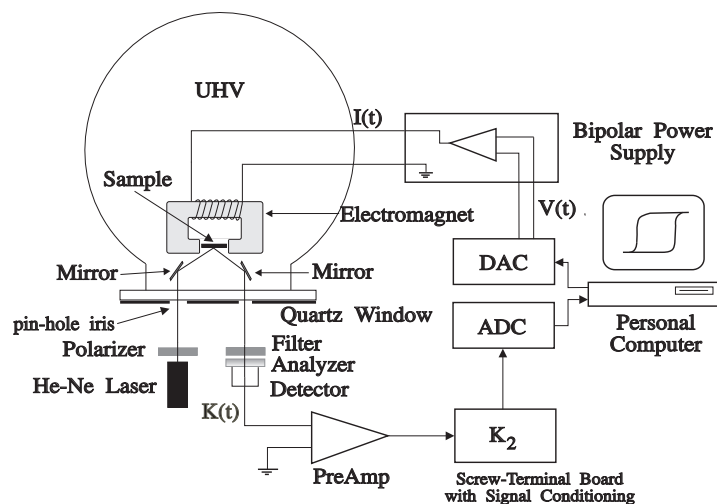 UHV
I(t)
Bipolar Power
Supply
Sample
Electromagnet
V(t)
Mirror
Mirror
DAC
Quartz Window
pin-hole iris
ADC
Personal
Computer
Polarizer
Filter
Analyzer
Detector
He-Ne Laser
K(t)
K2
PreAmp
Screw-Terminal Board
with Signal Conditioning